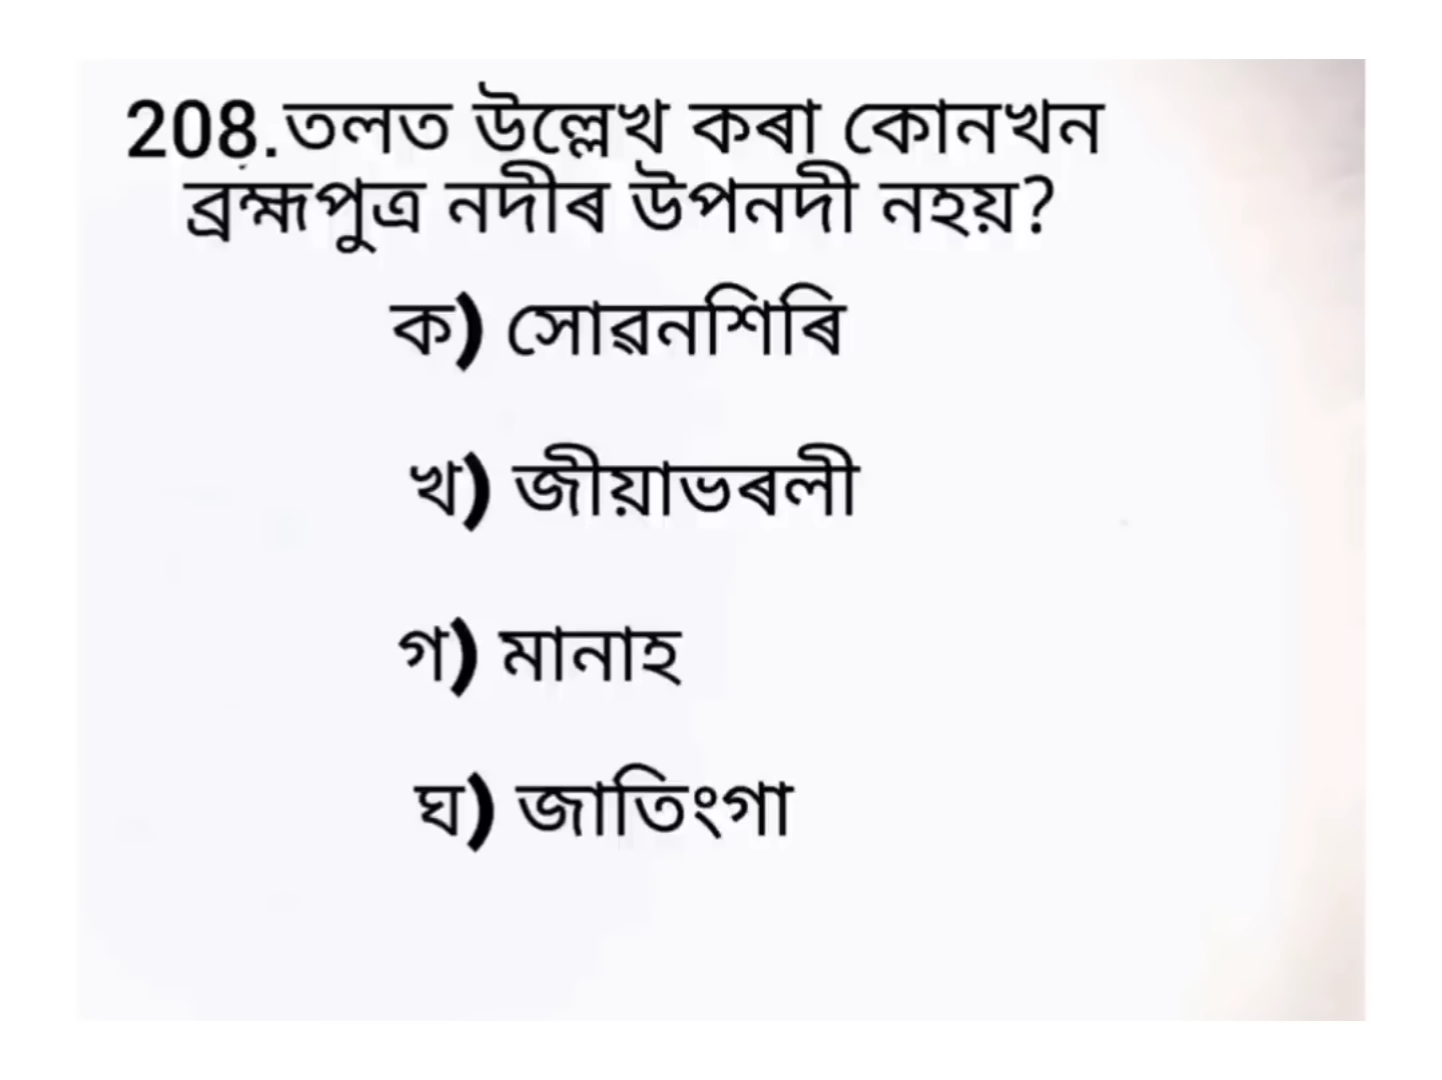 208.তলত উল্লেখ কৰা কোনখন
ব্ৰহ্মপুত্ৰ নদীৰ উপনদী নহয়?
ক) সোৱনশিৰি
খ) জীয়াভৰলী
গ) মানাহ
ঘ) জাতিংগা